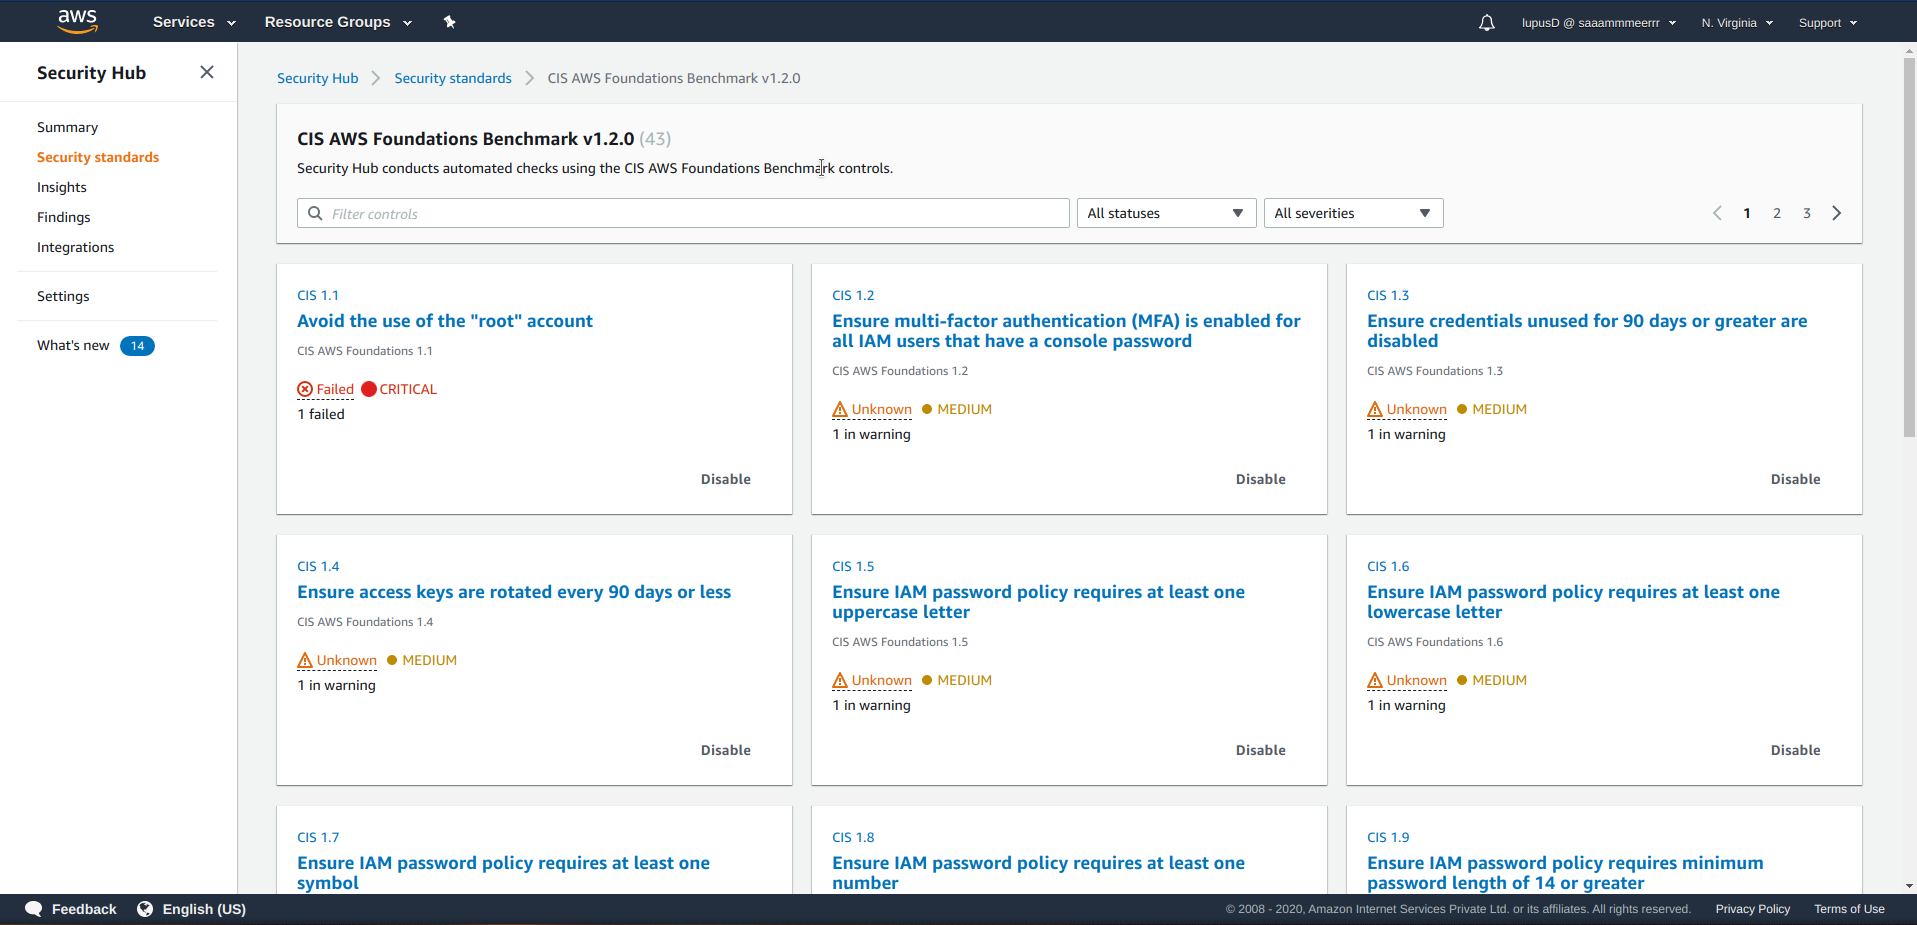 aws
Services
Resource Groups
lupusD @ saaammmeerrr
N. Virginia
Support
Security Hub
Summary
Security standards
Insights
Findings
Integrations
Settings
What's new 14
Security Hub
Security standards
CIS AWS Foundations Benchmark v1.2.0
CIS AWS Foundations Benchmark v1.2.0 (43)
Security Hub conducts automated checks using the CIS AWS Foundations Benchmark controls.
Filter controls
All statuses
All severities
1 2 3
CIS 1.1
Avoid the use of the "root" account
CIS AWS Foundations 1.1
Failed CRITICAL
1 failed
Disable
CIS 1.2
Ensure multi-factor authentication (MFA) is enabled for
all IAM users that have a console password
CIS AWS Foundations 1.2
Unknown MEDIUM
1 in warning
Disable
CIS 1.3
Ensure credentials unused for 90 days or greater are
disabled
CIS AWS Foundations 1.3
Unknown MEDIUM
1 in warning
Disable
CIS 1.4
Ensure access keys are rotated every 90 days or less
CIS AWS Foundations 1.4
Unknown MEDIUM
1 in warning
Disable
CIS 1.5
Ensure IAM password policy requires at least one
uppercase letter
CIS AWS Foundations 1.5
Unknown MEDIUM
1 in warning
Disable
CIS 1.6
Ensure IAM password policy requires at least one
lowercase letter
CIS AWS Foundations 1.6
Unknown MEDIUM
1 in warning
Disable
CIS 1.7
Ensure IAM password policy requires at least one
symbol
CIS 1.8
Ensure IAM password policy requires at least one
number
CIS 1.9
Ensure IAM password policy requires minimum
password length of 14 or greater
Feedback
English (US)
© 2008 - 2020, Amazon Internet Services Private Ltd. or its affiliates. All rights reserved.
Privacy Policy
Terms of Use